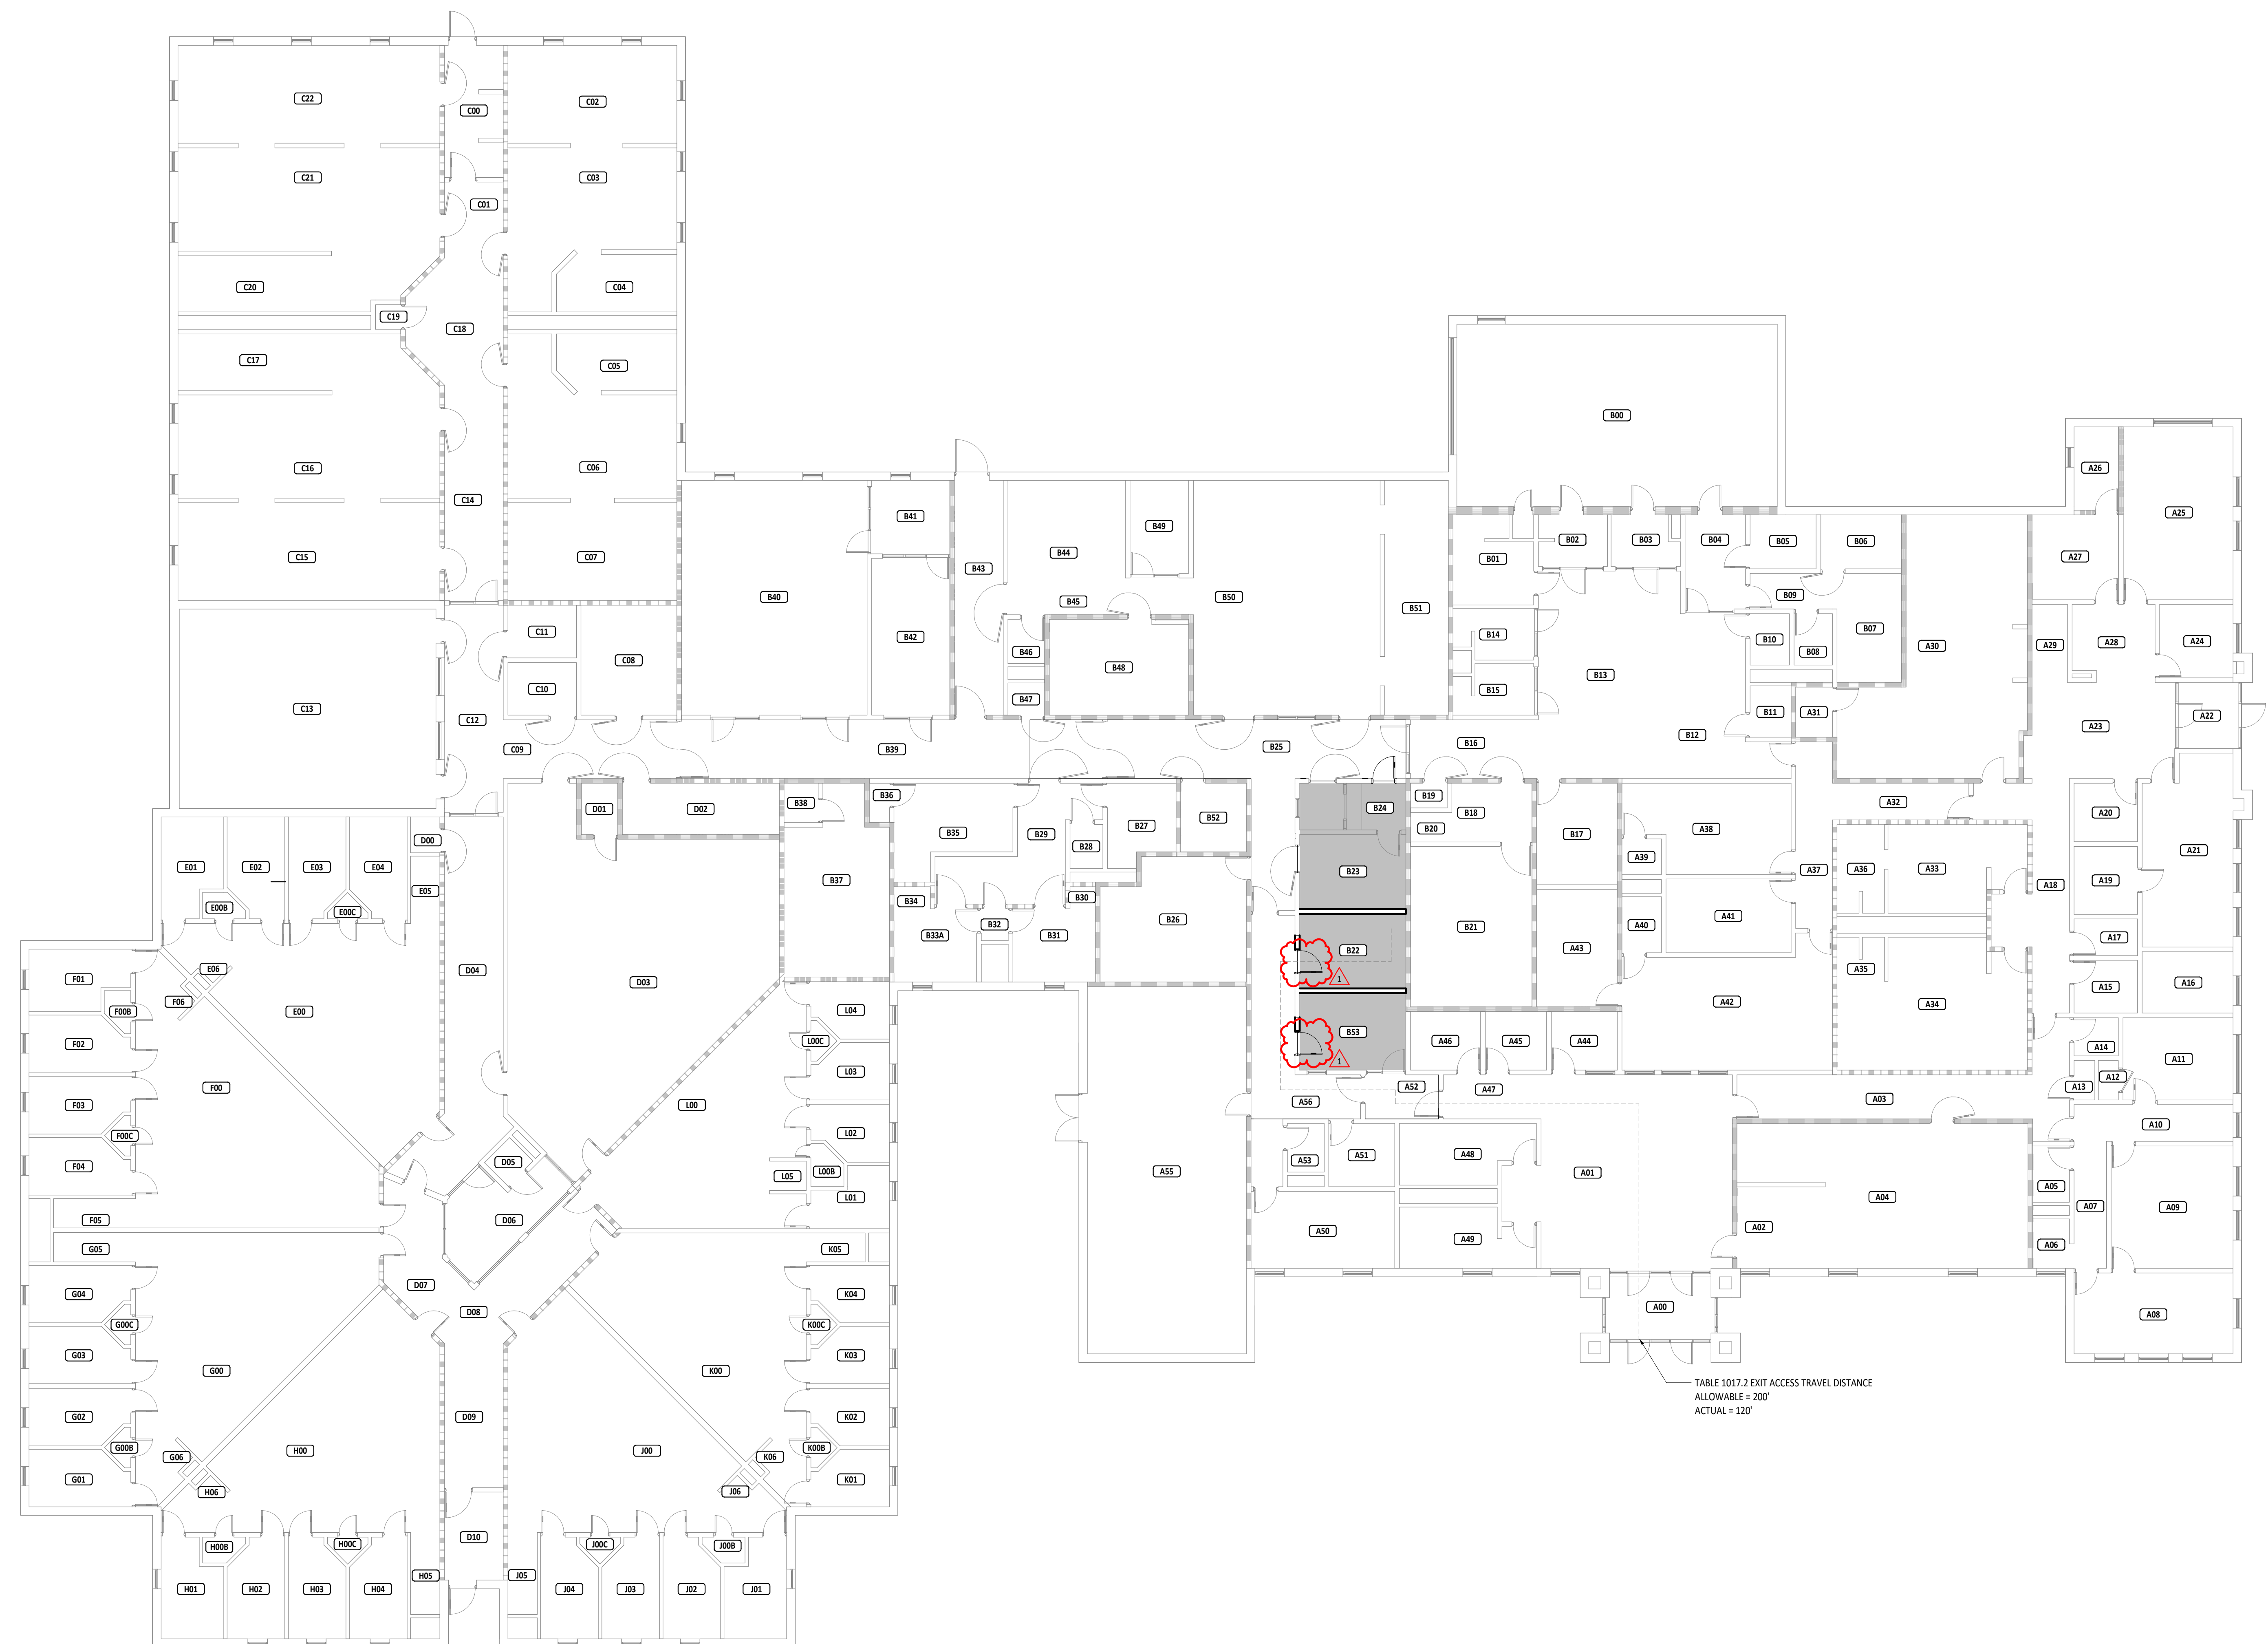 C22
C00
C02
C21
C03
C01
C20
C04
C19
C18
C17
C05
B00
C16
C06
A26
C14
A25
B41
B49
C15
C07
B43
B44
B01
B02
B03
B04
B05
B06
A27
B40
B45
B50
B51
B09
C11
B42
B46
B48
B14
B10
B08
B07
A30
A29
A28
A24
C08
C10
B47
B15
B13
B11
A31
A22
C13
C12
C09
B39
B25
B16
B12
A23
D01
D02
B38
B36
B52
B24
B19
B18
B20
B17
A38
A32
A20
D00
B35
B29
B28
B27
B23
A39
A37
A36
A33
A18
A19
A21
E01
E02
E03
E04
E05
E00B
E00C
B37
B34
B30
B32
B33A
B31
B26
B22
B21
A43
A40
A41
A35
A17
E06
F01
F06
F00B
E00
D04
D03
L04
1
A42
A34
A15
A16
F02
L00C
B53
1
A46
A45
A44
A14
A11
F00
L03
A52
A47
A13
A12
F03
L00
A56
A03
A10
F00C
L02
F04
D05
L05
L00B
L01
A55
A53
A51
A48
A01
A04
A05
A07
A09
F05
D06
A50
A49
A02
A06
G05
K05
D07
G04
K04
A00
A08
G00C
D08
K00C
G03
K03
G00
K00
TABLE 1017.2 EXIT ACCESS TRAVEL DISTANCE
ALLOWABLE = 200'
ACTUAL = 120'
G02
D09
K02
G00B
H00
J00
K00B
G06
K06
G01
K01
H06
J06
D10
H00B
H00C
J00C
J00B
H01
H02
H03
H04
H05
J05
J04
J03
J02
J01